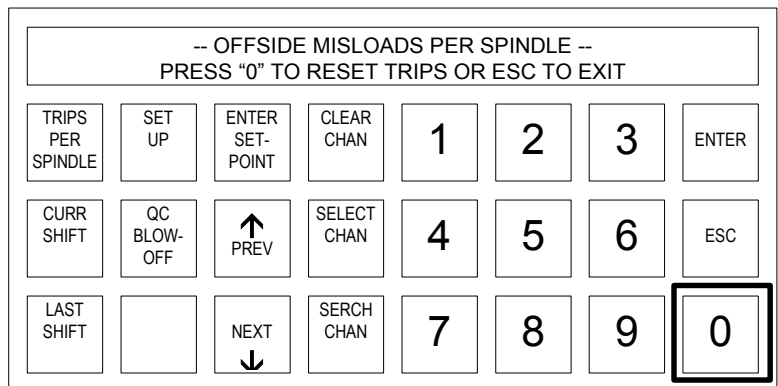 -- OFFSIDE MISLOADS PER SPINDLE --
PRESS “0” TO RESET TRIPS OR ESC TO EXIT
TRIPS
PER
SPINDLE
SET
UP
ENTER
SET-
POINT
CLEAR
CHAN
1
2
3
ENTER
CURR
SHIFT
QC
BLOW-
OFF
PREV
SELECT
CHAN
4
5
6
ESC
LAST
SHIFT
NEXT
SERCH
CHAN
7
8
9
0